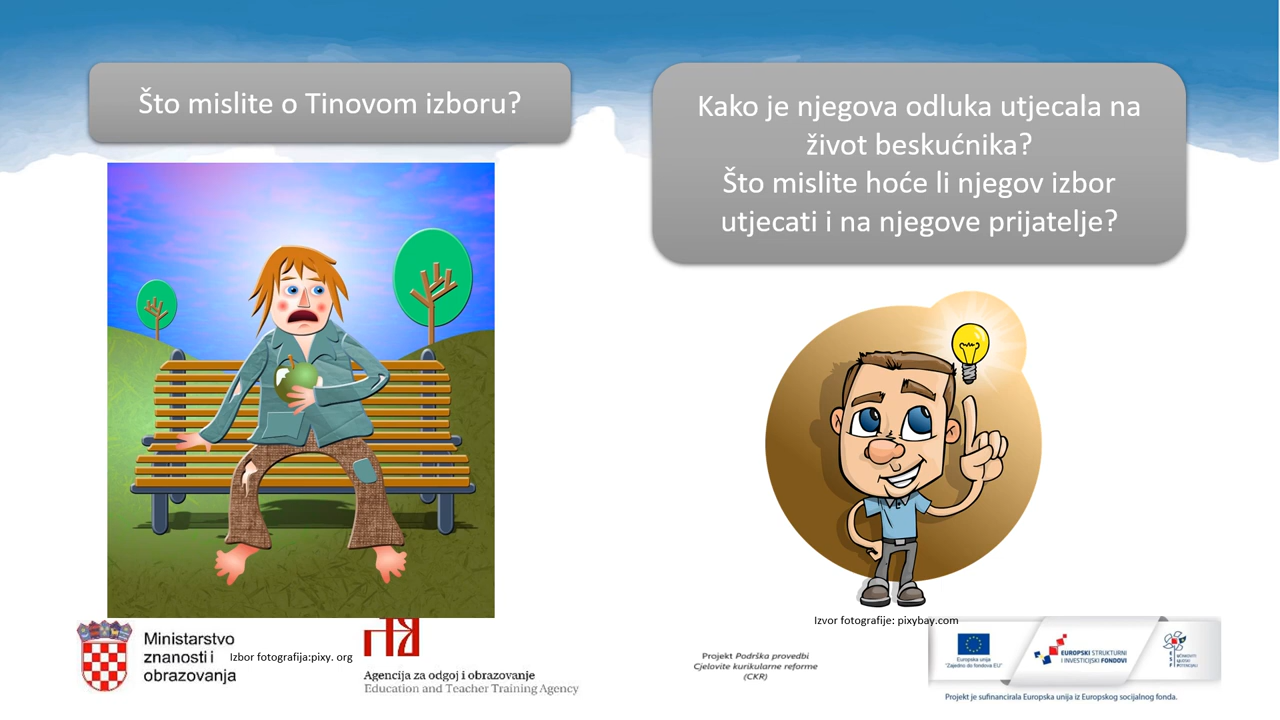 Što mislite o Tinovom izboru?
Kako je njegova odluka utjecala na
život beskućnika?
Što mislite hoće li njegov izbor
utjecati i na njegove prijatelje?
Izvor fotografije: pixybay.com
Ministarstvo
znanosti i
obrazovanja
Izbor fotografija:pixy. org
Agencija za odgoj i obrazovanje
Education and Teacher Training Agency
Projekt Podrška provedbi
Cjelovite kurikularne reforme
(CKR)
Europska unija
"Zajedno do fondova EU"
EUROPSKI STRUKTURNI
I INVESTICIJSKI FONDOVI
Projekt je sufinancirala Europska unija iz Europskog socijalnog fonda.